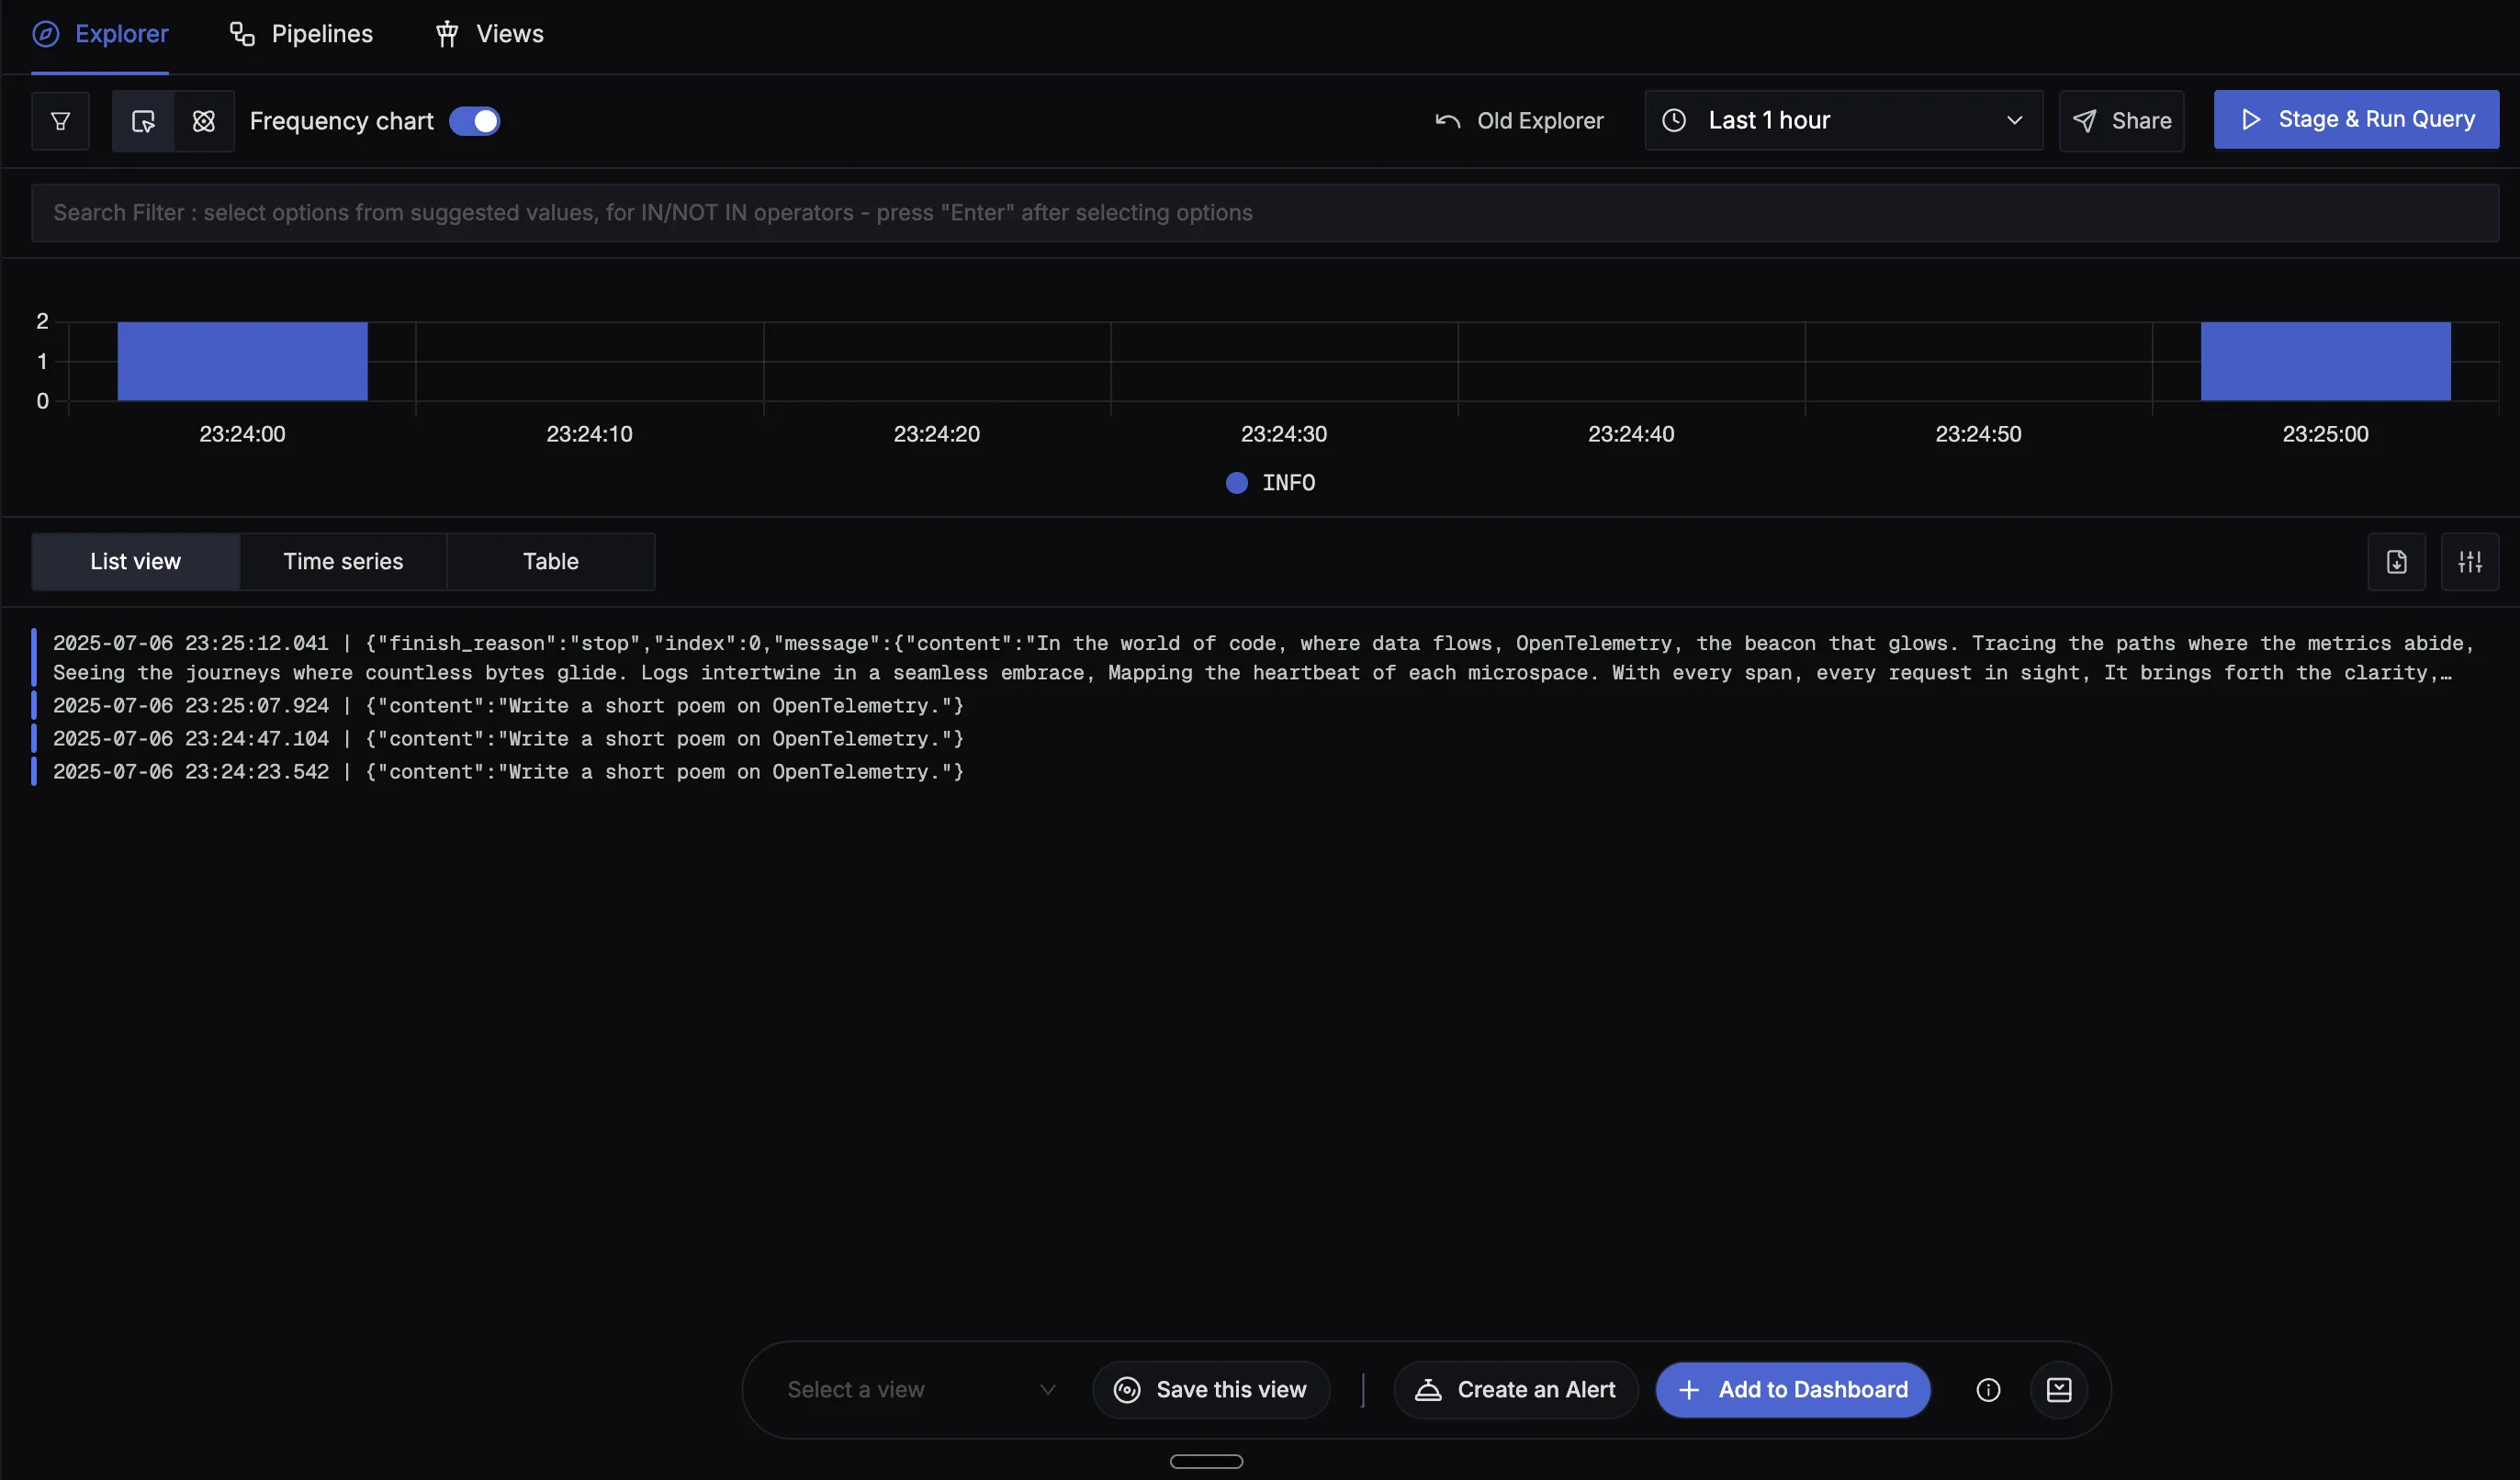 Explorer Pipelines Views
Frequency chart Old Explorer Last 1 hour Share Stage & Run Query
Search Filter : select options from suggested values, for IN/NOT IN operators - press "Enter" after selecting options
2
1
0
23:24:00 23:24:10 23:24:20 23:24:30 23:24:40 23:24:50 23:25:00
INFO
List view Time series Table
2025-07-06 23:25:12.041 | {"finish_reason":"stop","index":0,"message":{"content":"In the world of code, where data flows, OpenTelemetry, the beacon that glows. Tracing the paths where the metrics abide,
Seeing the journeys where countless bytes glide. Logs intertwine in a seamless embrace, Mapping the heartbeat of each microspace. With every span, every request in sight, It brings forth the clarity,…
2025-07-06 23:25:07.924 | {"content":"Write a short poem on OpenTelemetry."}
2025-07-06 23:24:47.104 | {"content":"Write a short poem on OpenTelemetry."}
2025-07-06 23:24:23.542 | {"content":"Write a short poem on OpenTelemetry."}
Select a view Save this view Create an Alert Add to Dashboard